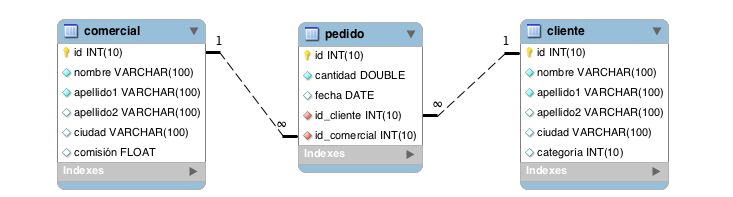 comercial
id INT(10)
nombre VARCHAR(100)
apellido1 VARCHAR(100)
apellido2 VARCHAR(100)
ciudad VARCHAR(100)
comisión FLOAT
Indexes
1
∞
pedido
id INT(10)
cantidad DOUBLE
fecha DATE
id_cliente INT(10)
id_comercial INT(10)
Indexes
1
∞
cliente
id INT(10)
nombre VARCHAR(100)
apellido1 VARCHAR(100)
apellido2 VARCHAR(100)
ciudad VARCHAR(100)
categoría INT(10)
Indexes